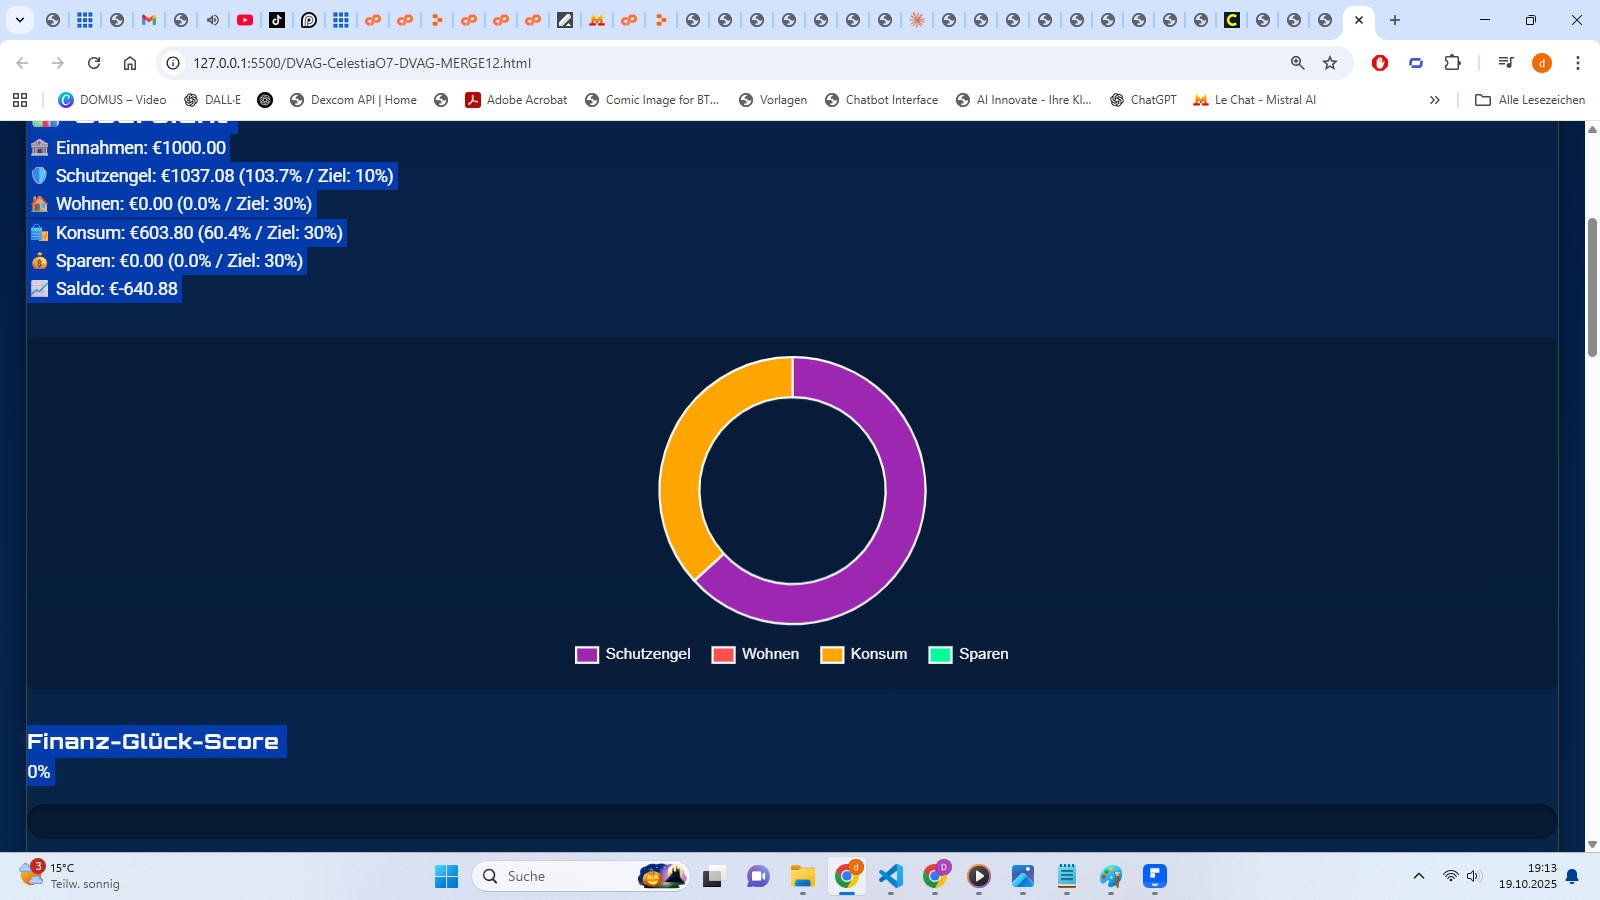 127.0.0.1:5500/DVAG-CelestiaO7-DVAG-MERGE12.html
d
DOMUS – Video
DALL·E
Dexcom API | Home
Adobe Acrobat
Comic Image for BT...
Vorlagen
Chatbot Interface
AI Innovate - Ihre KI...
ChatGPT
Le Chat - Mistral AI
Alle Lesezeichen
Einnahmen: €1000.00
Schutzengel: €1037.08 (103.7% / Ziel: 10%)
Wohnen: €0.00 (0.0% / Ziel: 30%)
Konsum: €603.80 (60.4% / Ziel: 30%)
Sparen: €0.00 (0.0% / Ziel: 30%)
Saldo: €-640.88
Schutzengel
Wohnen
Konsum
Sparen
Finanz-Glück-Score
0%
3
15°C
Teilw. sonnig
Suche
d
D
19:13
19.10.2025